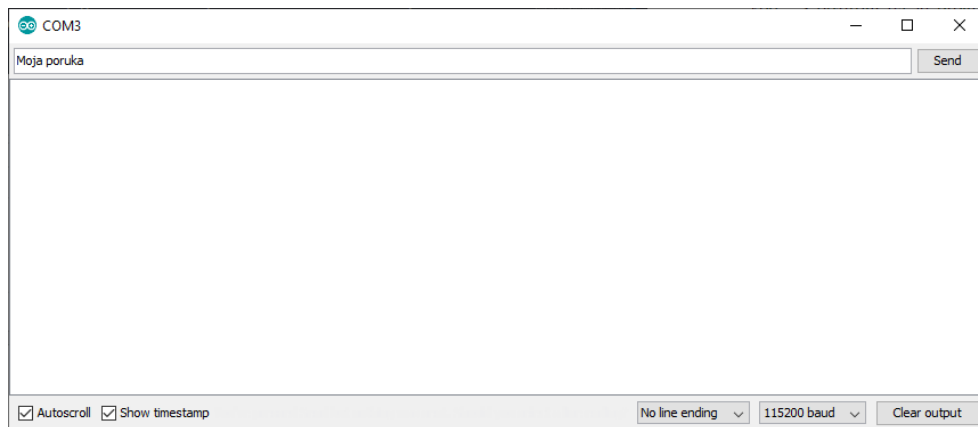 COM3
Moja poruka Send
Autoscroll Show timestamp No line ending 115200 baud Clear output